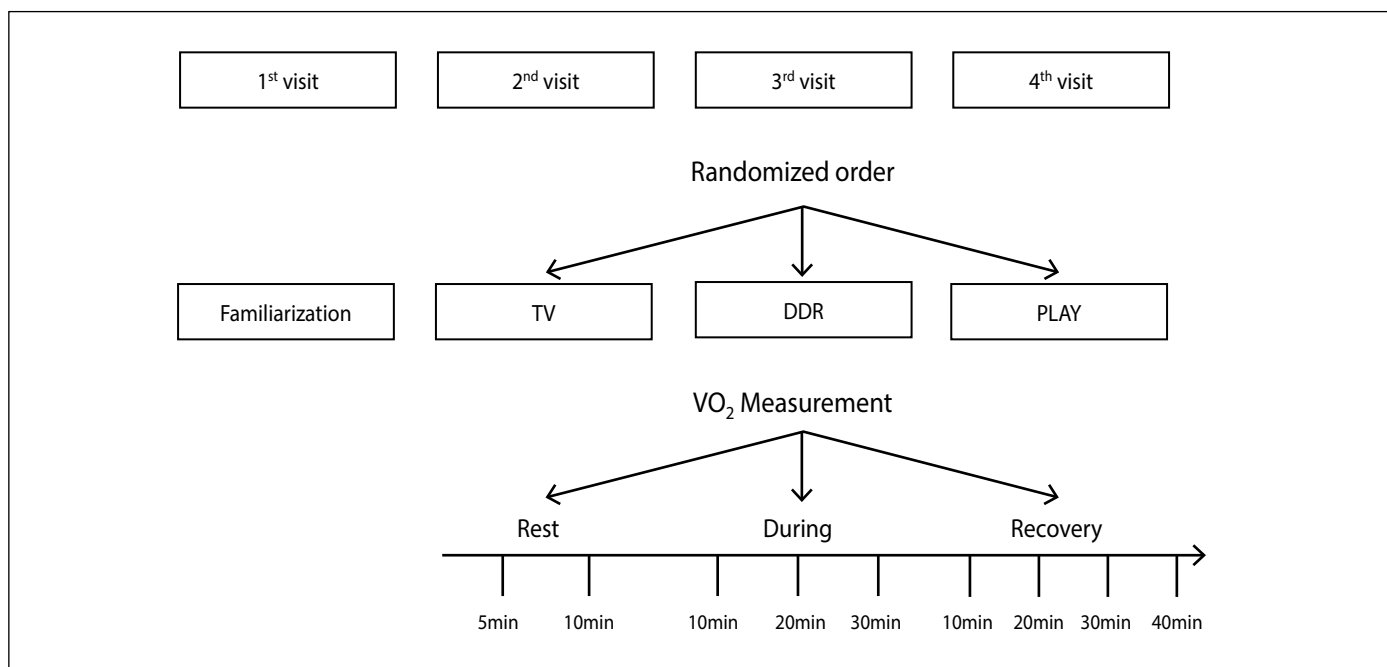 1st visit 2nd visit 3rd visit 4th visit
Randomized order
Familiarization TV DDR PLAY
VO₂ Measurement
Rest During Recovery
5min 10min 10min 20min 30min 10min 20min 30min 40min